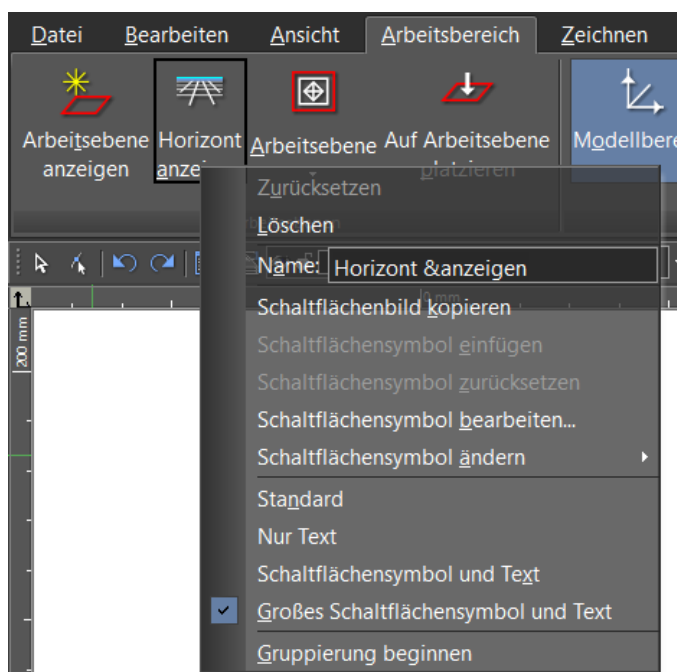 Datei Bearbeiten Ansicht Arbeitsbereich Zeichnen
Arbeitsebene Horizont Arbeitsebene Auf Arbeitsebene
anzeigen platzieren
Zurücksetzen
Löschen
Name: Horizont &anzeigen
0 mm
200 mm
Schaltflächenbild kopieren
Schaltflächensymbol einfügen
Schaltflächensymbol zurücksetzen
Schaltflächensymbol bearbeiten...
Schaltflächensymbol ändern
Standard
Nur Text
Schaltflächensymbol und Text
Großes Schaltflächensymbol und Text
Gruppierung beginnen